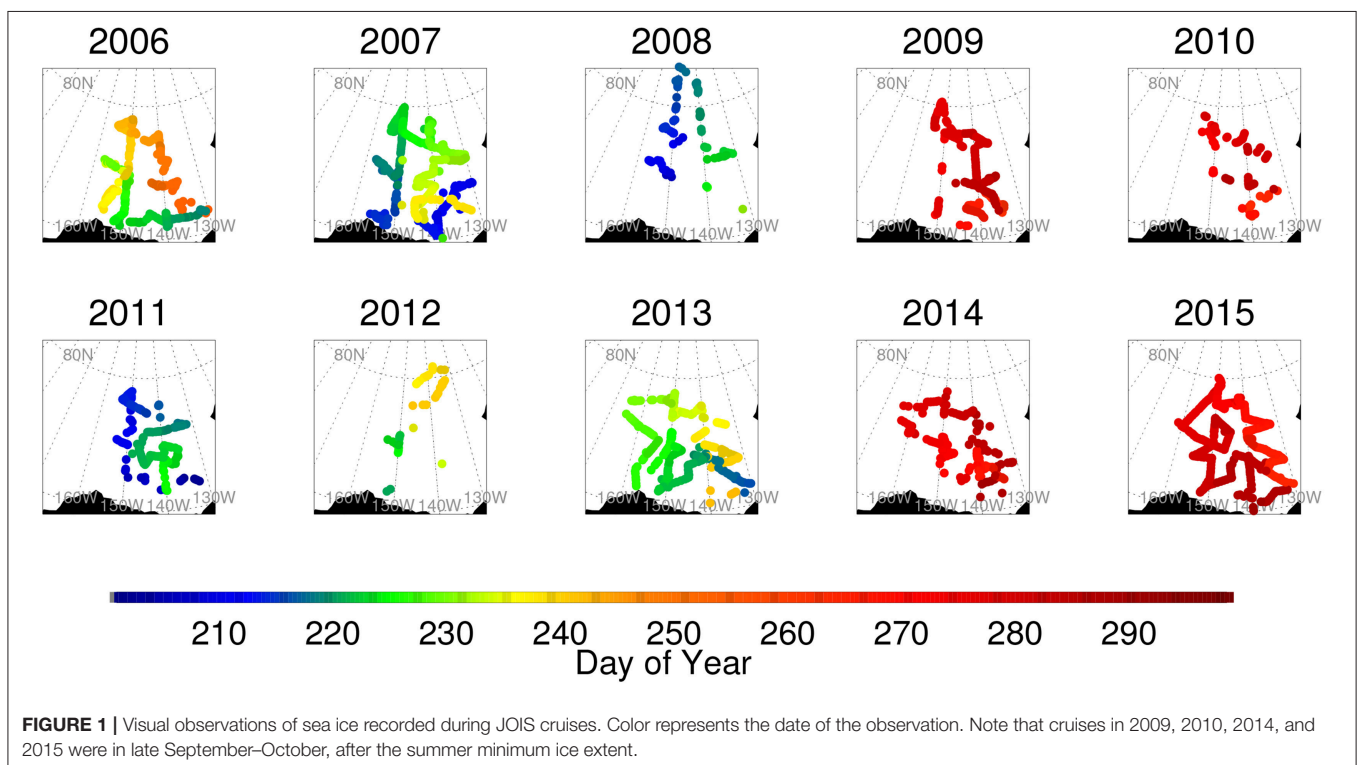 2006 2007 2008 2009 2010
80N 80N 80N 80N 80N
160W 150W 140W 130W 160W 150W 140W 130W 160W 150W 140W 130W 160W 150W 140W 130W 160W 150W 140W 130W
2011 2012 2013 2014 2015
80N 80N 80N 80N 80N
160W 150W 140W 130W 160W 150W 140W 130W 160W 150W 140W 130W 160W 150W 140W 130W 160W 150W 140W 130W
210 220 230 240 250 260 270 280 290
Day of Year
FIGURE 1 | Visual observations of sea ice recorded during JOIS cruises. Color represents the date of the observation. Note that cruises in 2009, 2010, 2014, and
2015 were in late September–October, after the summer minimum ice extent.